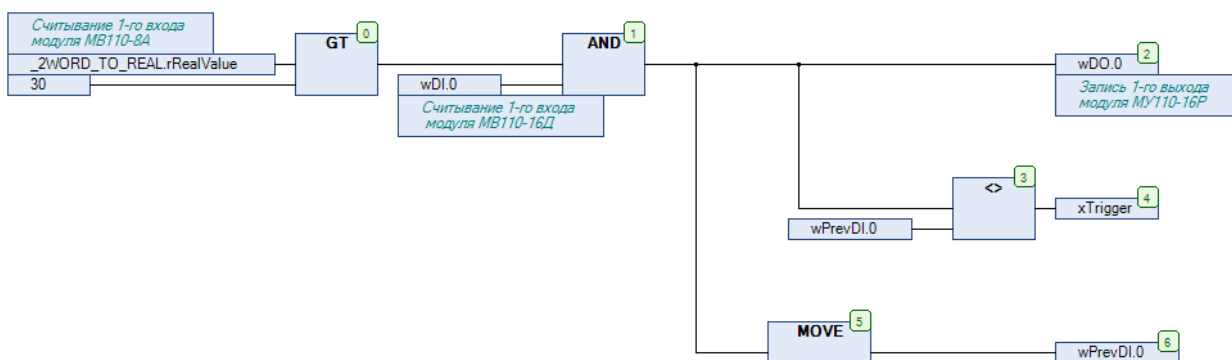 Считывание 1-го входа
модуля МВ110-8А
_2WORD_TO_REAL.rRealValue
30
GT
0
wDI.0
Считывание 1-го входа
модуля МВ110-16Д
AND
1
wDO.0
2
Запись 1-го выхода
модуля МУ110-16Р
<>
3
wPrevDI.0
xTrigger
4
MOVE
5
wPrevDI.0
6